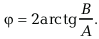 φ = 2arctg B/A.